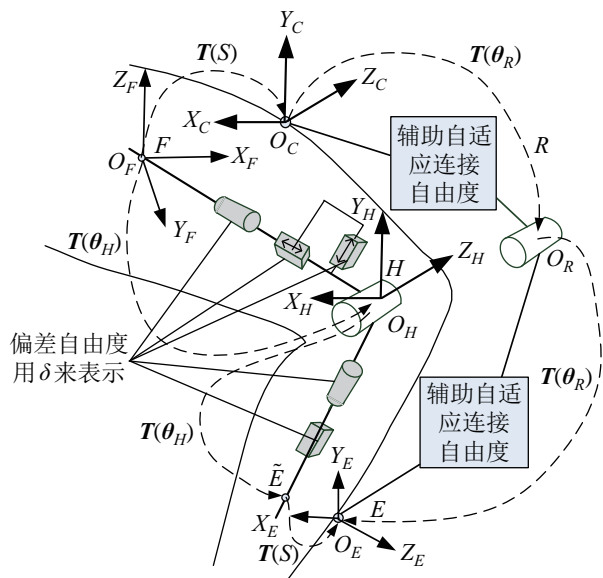 Y_C
T(S)
T(θ_R)
Z_F
Z_C
X_C
O_C
F
O_F
X_F
辅助自适
应连接
自由度
R
Y_F
Y_H
T(θ_H)
H
Z_H
O_R
X_H
O_H
偏差自由度
用δ来表示
T(θ_R)
辅助自适
应连接
自由度
T(θ_H)
Ẽ
Y_E
X_E
E
T(S)
O_E
Z_E